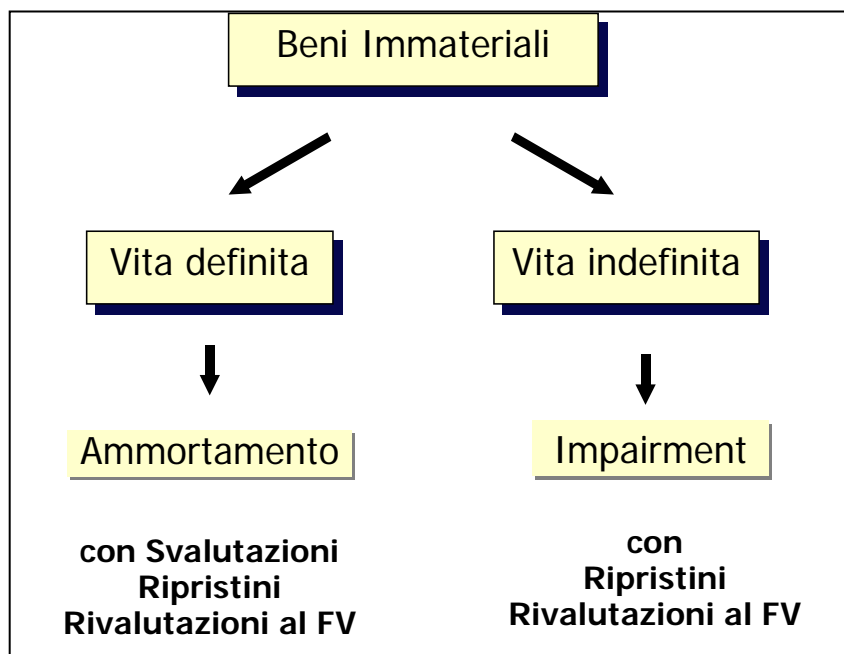 Beni Immateriali
Vita definita
Vita indefinita
Ammortamento
Impairment
con Svalutazioni
Ripristini
Rivalutazioni al FV
con
Ripristini
Rivalutazioni al FV